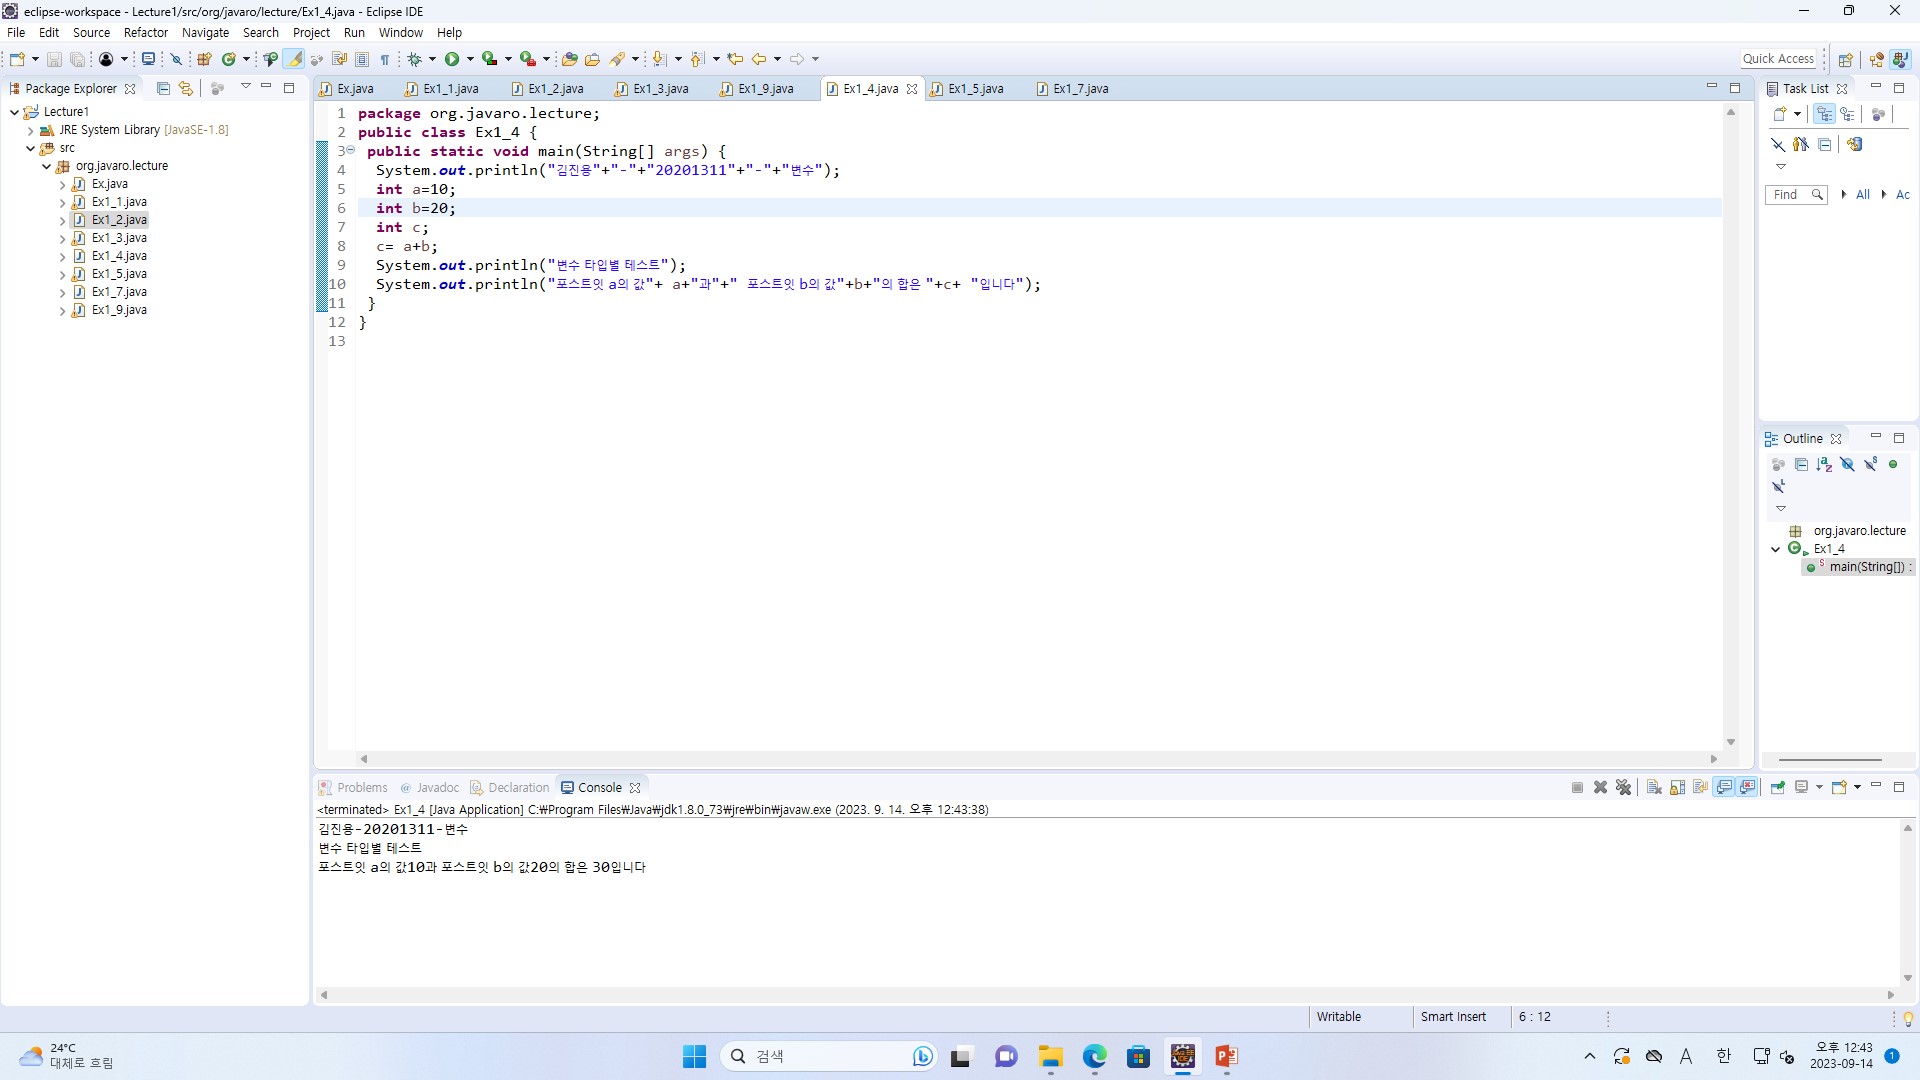 eclipse-workspace - Lecture1/src/org/javaro/lecture/Ex1_4.java - Eclipse IDE
File Edit Source Refactor Navigate Search Project Run Window Help
Quick Access
Package Explorer
Lecture1
JRE System Library [JavaSE-1.8]
src
org.javaro.lecture
Ex.java
Ex1_1.java
Ex1_2.java
Ex1_3.java
Ex1_4.java
Ex1_5.java
Ex1_7.java
Ex1_9.java
Ex.java Ex1_1.java Ex1_2.java Ex1_3.java Ex1_9.java Ex1_4.java Ex1_5.java Ex1_7.java
1 package org.javaro.lecture;
2 public class Ex1_4 {
3 public static void main(String[] args) {
4 System.out.println("김진용"+"-"+"20201311"+"-"+"변수");
5 int a=10;
6 int b=20;
7 int c;
8 c= a+b;
9 System.out.println("변수 타입별 테스트");
10 System.out.println("포스트잇 a의 값"+ a+"과"+" 포스트잇 b의 값"+b+"의 합은 "+c+ "입니다");
11 }
12 }
13
Task List
Find All Ac
Outline
org.javaro.lecture
Ex1_4
main(String[]) :
Problems @ Javadoc Declaration Console
<terminated> Ex1_4 [Java Application] C:₩Program Files₩Java₩jdk1.8.0_73₩jre₩bin₩javaw.exe (2023. 9. 14. 오후 12:43:38)
김진용-20201311-변수
변수 타입별 테스트
포스트잇 a의 값10과 포스트잇 b의 값20의 합은 30입니다
Writable Smart Insert 6 : 12
24°C
대체로 흐림
검색
A 한
오후 12:43
2023-09-14
1